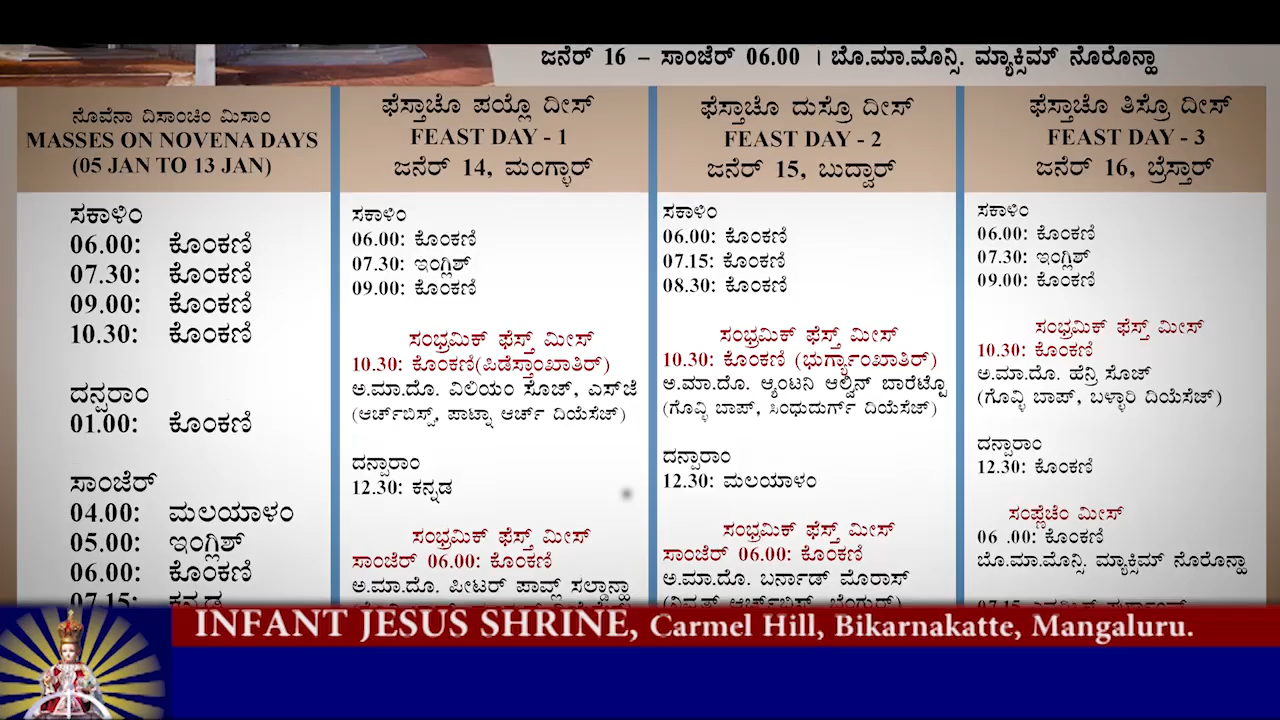 ಜನೆರ್ 16 – ಸಾಂಜೆರ್ 06.00 । ಬೊ.ಮಾ.ಮೊನ್ಸಿ. ಮ್ಯಾಕ್ಸಿಮ್ ನೊರೊನ್ಹಾ
ನೊವೆನಾ ದಿಸಾಂಚಿಂ ಮಿಸಾಂ
MASSES ON NOVENA DAYS
(05 JAN TO 13 JAN)
ಸಕಾಳಿಂ
06.00: ಕೊಂಕಣಿ
07.30: ಕೊಂಕಣಿ
09.00: ಕೊಂಕಣಿ
10.30: ಕೊಂಕಣಿ
ದನ್ಪರಾಂ
01.00: ಕೊಂಕಣಿ
ಸಾಂಜೆರ್
04.00: ಮಲಯಾಳಂ
05.00: ಇಂಗ್ಲಿಶ್
06.00: ಕೊಂಕಣಿ
07.15: ಕನ್ನಡ
ಫೆಸ್ತಾಚೊ ಪಯ್ಲೊ ದೀಸ್
FEAST DAY - 1
ಜನೆರ್ 14, ಮಂಗ್ಳಾರ್
ಸಕಾಳಿಂ
06.00: ಕೊಂಕಣಿ
07.30: ಇಂಗ್ಲಿಶ್
09.00: ಕೊಂಕಣಿ
ಸಂಭ್ರಮಿಕ್ ಫೆಸ್ತ್ ಮೀಸ್
10.30: ಕೊಂಕಣಿ(ಪಿಡೆಸ್ತಾಂಖಾತಿರ್)
ಅ.ಮಾ.ದೊ. ವಿಲಿಯಂ ಸೊಜ್, ಎಸ್‌ಜೆ
(ಆರ್ಚ್‌ಬಿಸ್ಪ್, ಪಾಟ್ನಾ ಆರ್ಚ್ ದಿಯೆಸೆಜ್)
ದನ್ಪಾರಾಂ
12.30: ಕನ್ನಡ
ಸಂಭ್ರಮಿಕ್ ಫೆಸ್ತ್ ಮೀಸ್
ಸಾಂಜೆರ್ 06.00: ಕೊಂಕಣಿ
ಅ.ಮಾ.ದೊ. ಪೀಟರ್ ಪಾವ್ಲ್ ಸಲ್ಡಾನ್ಹಾ
ಫೆಸ್ತಾಚೊ ದುಸ್ರೊ ದೀಸ್
FEAST DAY - 2
ಜನೆರ್ 15, ಬುದ್ವಾರ್
ಸಕಾಳಿಂ
06.00: ಕೊಂಕಣಿ
07.15: ಕೊಂಕಣಿ
08.30: ಕೊಂಕಣಿ
ಸಂಭ್ರಮಿಕ್ ಫೆಸ್ತ್ ಮೀಸ್
10.30: ಕೊಂಕಣಿ (ಭುರ್ಗ್ಯಾಂಖಾತಿರ್)
ಅ.ಮಾ.ದೊ. ಆ್ಯಂಟನಿ ಆಲ್ವಿನ್ ಬಾರೆಟ್ಟೊ
(ಗೊವ್ಳಿ ಬಾಪ್, ಸಿಂಧುದುರ್ಗ್ ದಿಯೆಸೆಜ್)
ದನ್ಪಾರಾಂ
12.30: ಮಲಯಾಳಂ
ಸಂಭ್ರಮಿಕ್ ಫೆಸ್ತ್ ಮೀಸ್
ಸಾಂಜೆರ್ 06.00: ಕೊಂಕಣಿ
ಅ.ಮಾ.ದೊ. ಬರ್ನಾಡ್ ಮೊರಾಸ್
ಫೆಸ್ತಾಚೊ ತಿಸ್ರೊ ದೀಸ್
FEAST DAY - 3
ಜನೆರ್ 16, ಬ್ರೆಸ್ತಾರ್
ಸಕಾಳಿಂ
06.00: ಕೊಂಕಣಿ
07.30: ಇಂಗ್ಲಿಶ್
09.00: ಕೊಂಕಣಿ
ಸಂಭ್ರಮಿಕ್ ಫೆಸ್ತ್ ಮೀಸ್
10.30: ಕೊಂಕಣಿ
ಅ.ಮಾ.ದೊ. ಹೆನ್ರಿ ಸೊಜ್
(ಗೊವ್ಳಿ ಬಾಪ್, ಬಳ್ಳಾರಿ ದಿಯೆಸೆಜ್)
ದನ್ಪಾರಾಂ
12.30: ಕೊಂಕಣಿ
ಸಂಪ್ಣೆಚೆಂ ಮೀಸ್
06 .00: ಕೊಂಕಣಿ
ಬೊ.ಮಾ.ಮೊನ್ಸಿ. ಮ್ಯಾಕ್ಸಿಮ್ ನೊರೊನ್ಹಾ
INFANT JESUS SHRINE, Carmel Hill, Bikarnakatte, Mangaluru.